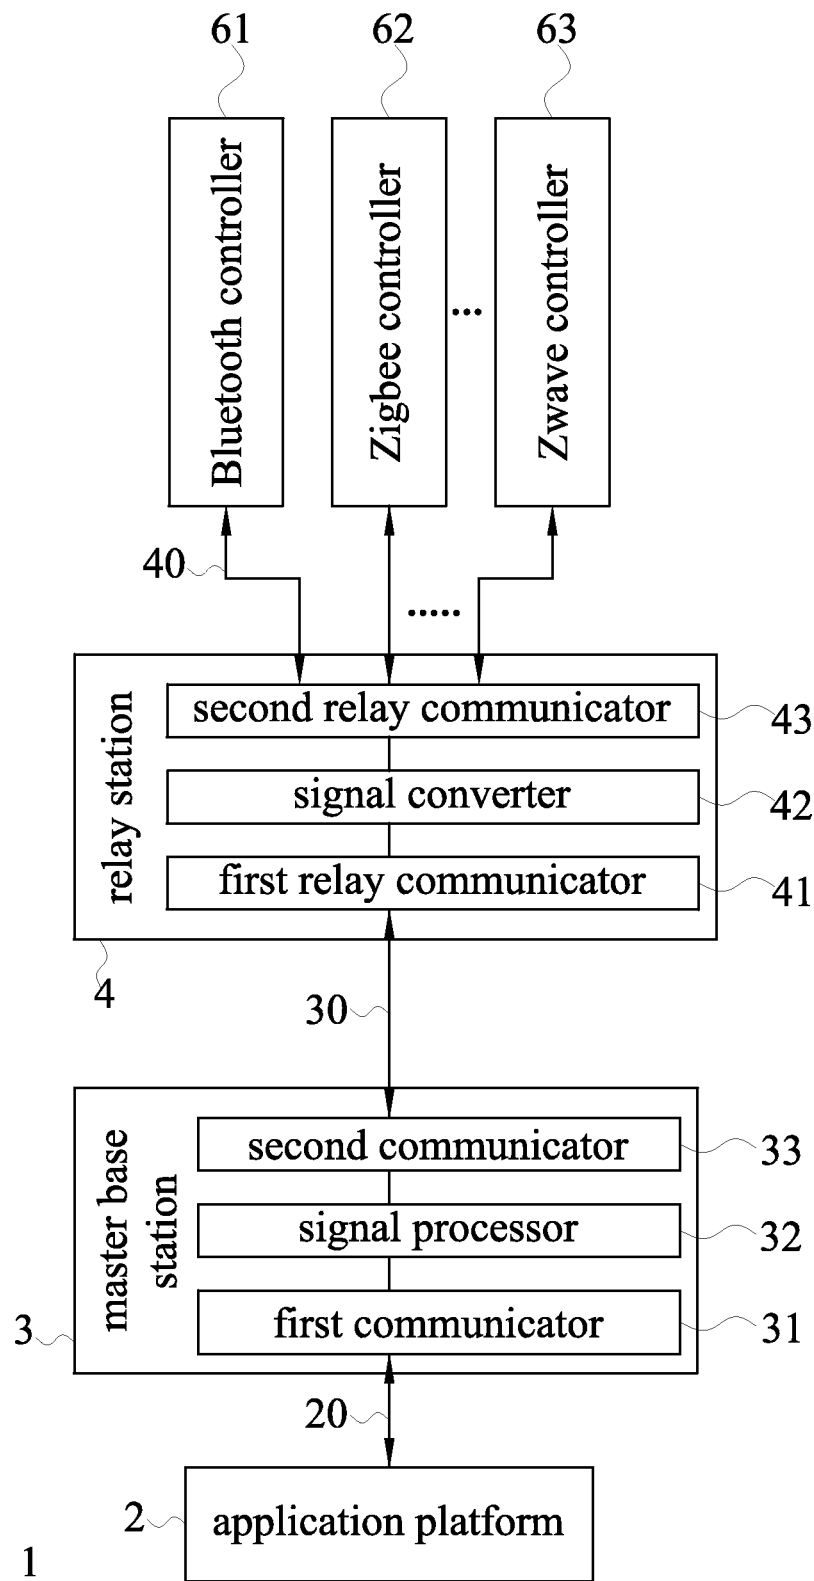 61
62
63
Bluetooth controller
Zigbee controller
...
Zwave controller
40
.....
relay station
second relay communicator
43
signal converter
42
first relay communicator
41
4
30
master base
station
second communicator
33
signal processor
32
first communicator
31
3
20
2
application platform
1